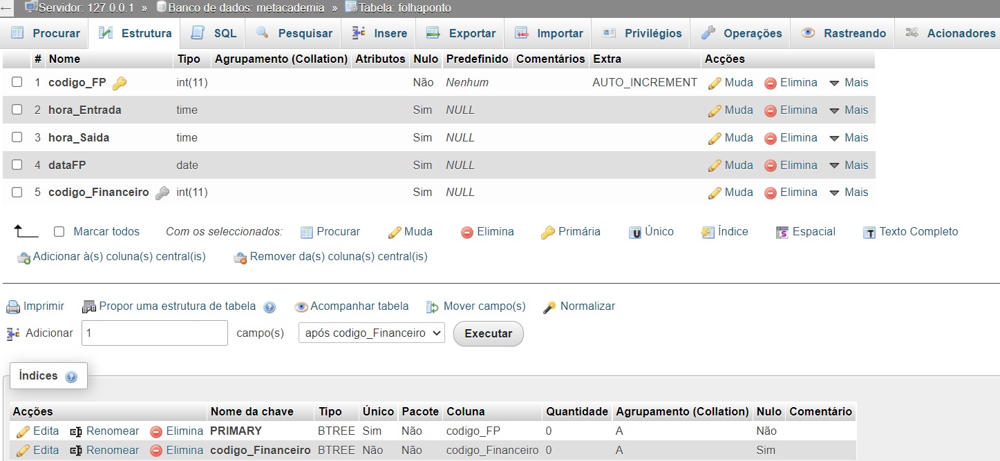 ← Servidor: 127.0.0.1 » Banco de dados: metacademia » Tabela: folhaponto
Procurar Estrutura SQL Pesquisar Insere Exportar Importar Privilégios Operações Rastreando Acionadores
# Nome Tipo Agrupamento (Collation) Atributos Nulo Predefinido Comentários Extra Acções
1 codigo_FP int(11) Não Nenhum AUTO_INCREMENT Muda Elimina Mais
2 hora_Entrada time Sim NULL Muda Elimina Mais
3 hora_Saida time Sim NULL Muda Elimina Mais
4 dataFP date Sim NULL Muda Elimina Mais
5 codigo_Financeiro int(11) Sim NULL Muda Elimina Mais
Marcar todos Com os seleccionados: Procurar Muda Elimina Primária Único Índice Espacial Texto Completo
Adicionar à(s) coluna(s) central(is) Remover da(s) coluna(s) central(is)
Imprimir Propor uma estrutura de tabela Acompanhar tabela Mover campo(s) Normalizar
Adicionar 1 campo(s) após codigo_Financeiro Executar
Índices
Acções Nome da chave Tipo Único Pacote Coluna Quantidade Agrupamento (Collation) Nulo Comentário
Edita Renomear Elimina PRIMARY BTREE Sim Não codigo_FP 0 A Não
Edita Renomear Elimina codigo_Financeiro BTREE Não Não codigo_Financeiro 0 A Sim